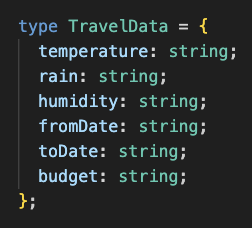 type TravelData = {
  temperature: string;
  rain: string;
  humidity: string;
  fromDate: string;
  toDate: string;
  budget: string;
};